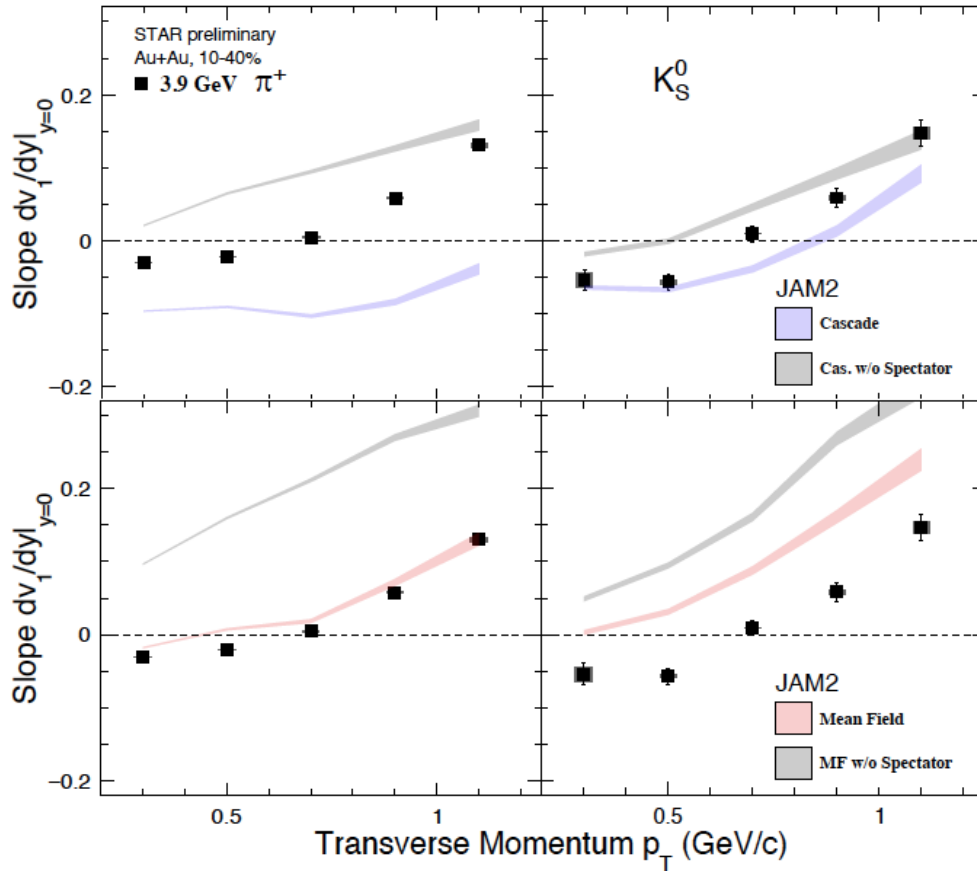 STAR preliminary
Au+Au, 10-40%
3.9 GeV π+
K0S
0.2
0
−0.2
Slope dv1/dy|y=0
JAM2
Cascade
Cas. w/o Spectator
0.2
0
−0.2
Slope dv1/dy|y=0
JAM2
Mean Field
MF w/o Spectator
0.5
1
0.5
1
Transverse Momentum pT (GeV/c)